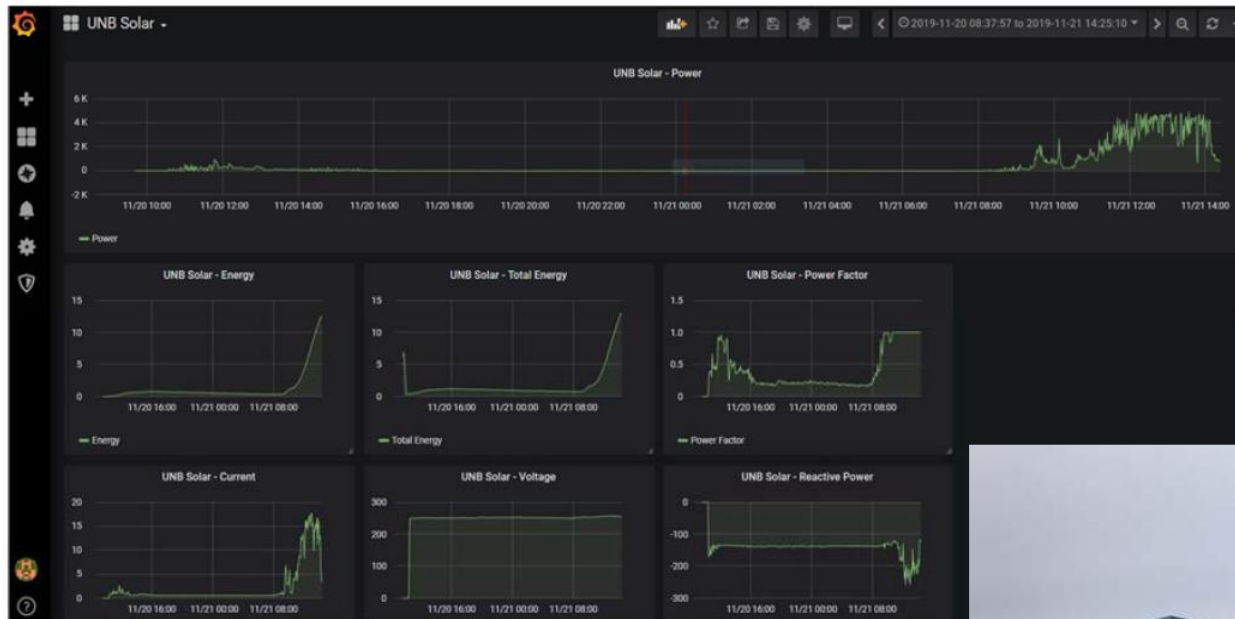 UNB Solar
2019-11-20 08:37:57 to 2019-11-21 14:25:10
UNB Solar - Power
6 K
4 K
2 K
0
-2 K
11/20 10:00 11/20 12:00 11/20 14:00 11/20 16:00 11/20 18:00 11/20 20:00 11/20 22:00 11/21 00:00 11/21 02:00 11/21 04:00 11/21 06:00 11/21 08:00 11/21 10:00 11/21 12:00 11/21 14:00
Power
UNB Solar - Energy
15
10
5
0
11/20 16:00 11/21 00:00 11/21 08:00
Energy
UNB Solar - Total Energy
15
10
5
0
11/20 16:00 11/21 00:00 11/21 08:00
Total Energy
UNB Solar - Power Factor
1.5
1.0
0.5
0
11/20 16:00 11/21 00:00 11/21 08:00
Power Factor
UNB Solar - Current
20
15
10
5
0
11/20 16:00 11/21 00:00 11/21 08:00
UNB Solar - Voltage
300
200
100
0
11/20 16:00 11/21 00:00 11/21 08:00
UNB Solar - Reactive Power
0
-100
-200
-300
11/20 16:00 11/21 00:00 11/21 08:00